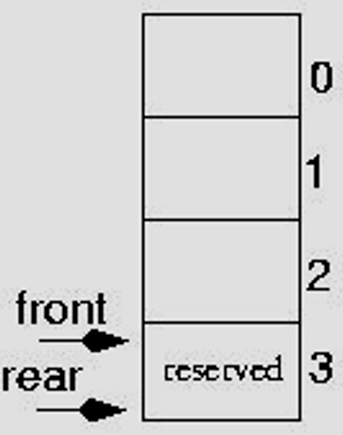 0
1
2
front
rear
reserved 3